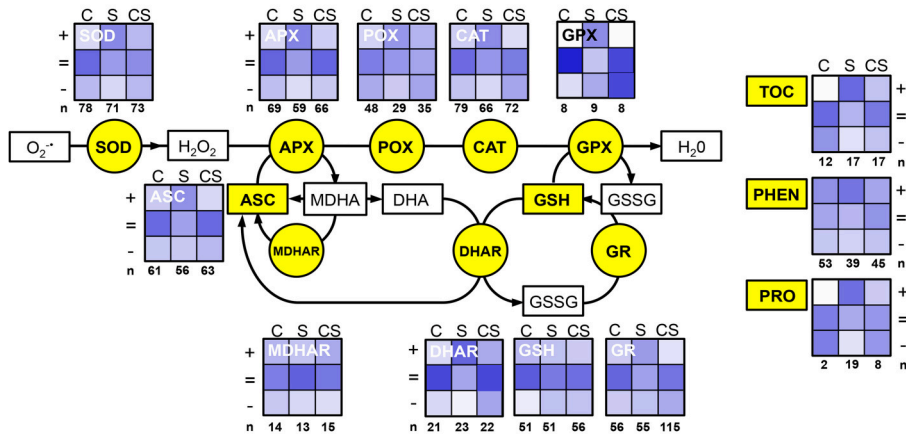 C S CS
+ SOD
=
-
n 78 71 73
C S CS
+ APX
=
-
n 69 59 66
C S CS
POX
48 29 35
C S CS
CAT
79 66 72
C S CS
GPX
8 9 8
O₂⁻· SOD H₂O₂ APX POX CAT GPX H₂0
C S CS
+ ASC
=
-
n 61 56 63
ASC MDHA DHA GSH GSSG
MDHAR DHAR GR
GSSG
C S CS
+ MDHAR
=
-
n 14 13 15
C S CS
+ DHAR
=
-
n 21 23 22
C S CS
GSH
51 51 56
C S CS
GR
56 55 115
C S CS
TOC +
=
-
12 17 17 n
PHEN +
=
-
53 39 45 n
PRO +
=
-
2 19 8 n